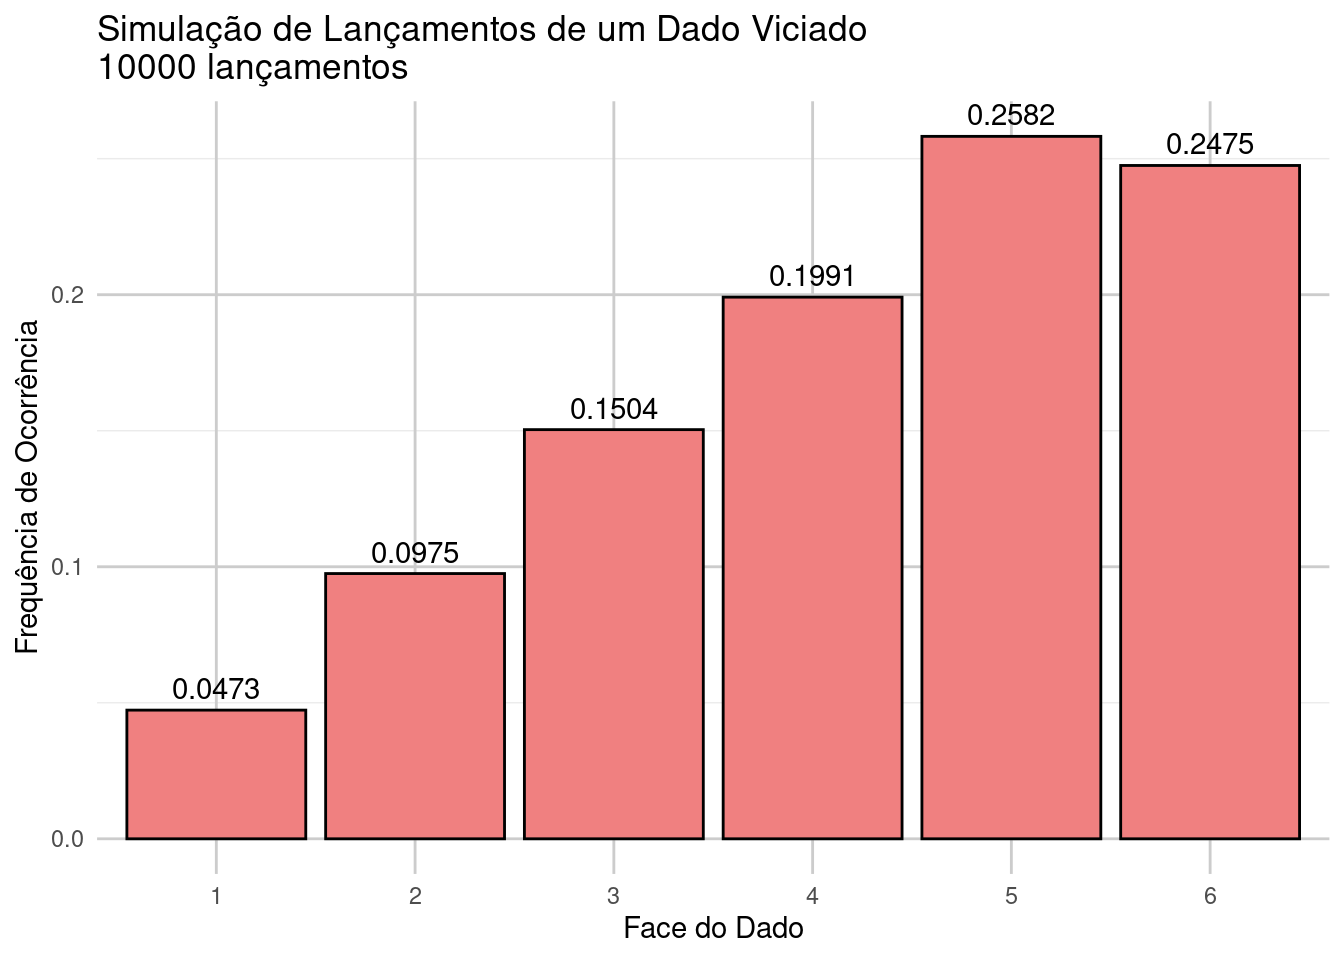 Simulação de Lançamentos de um Dado Viciado
10000 lançamentos
0.2582
0.2475
0.1991
0.1504
0.0975
0.0473
0.2
0.1
0.0
Frequência de Ocorrência
1 2 3 4 5 6
Face do Dado